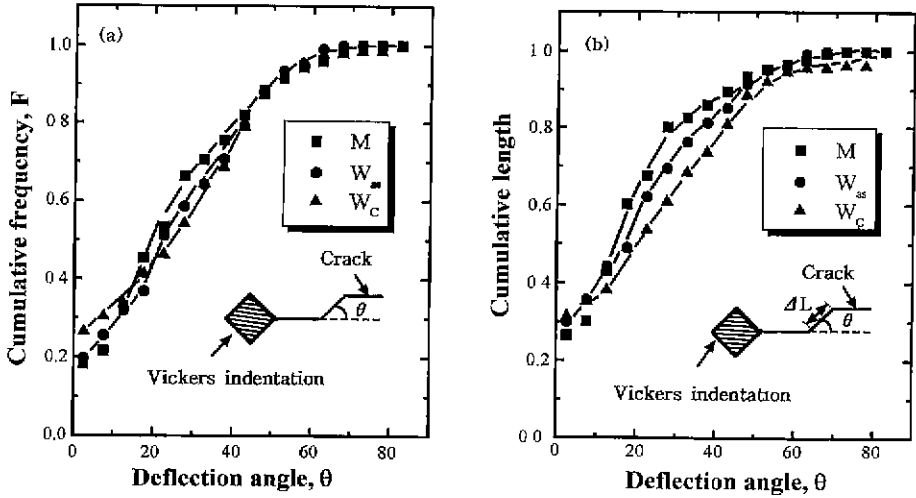 (a)
Cumulative frequency, F
1.0
0.8
0.6
0.4
0.2
0.0
M
W as
W C
Crack
θ
Vickers indentation
0 20 40 60 80
Deflection angle, θ
(b)
Cumulative length
1 0
0.8
0.6
0.4
0.2
0.0
M
W as
W C
Crack
ΔL
θ
Vickers indentation
0 20 40 60 80
Deflection angle, θ